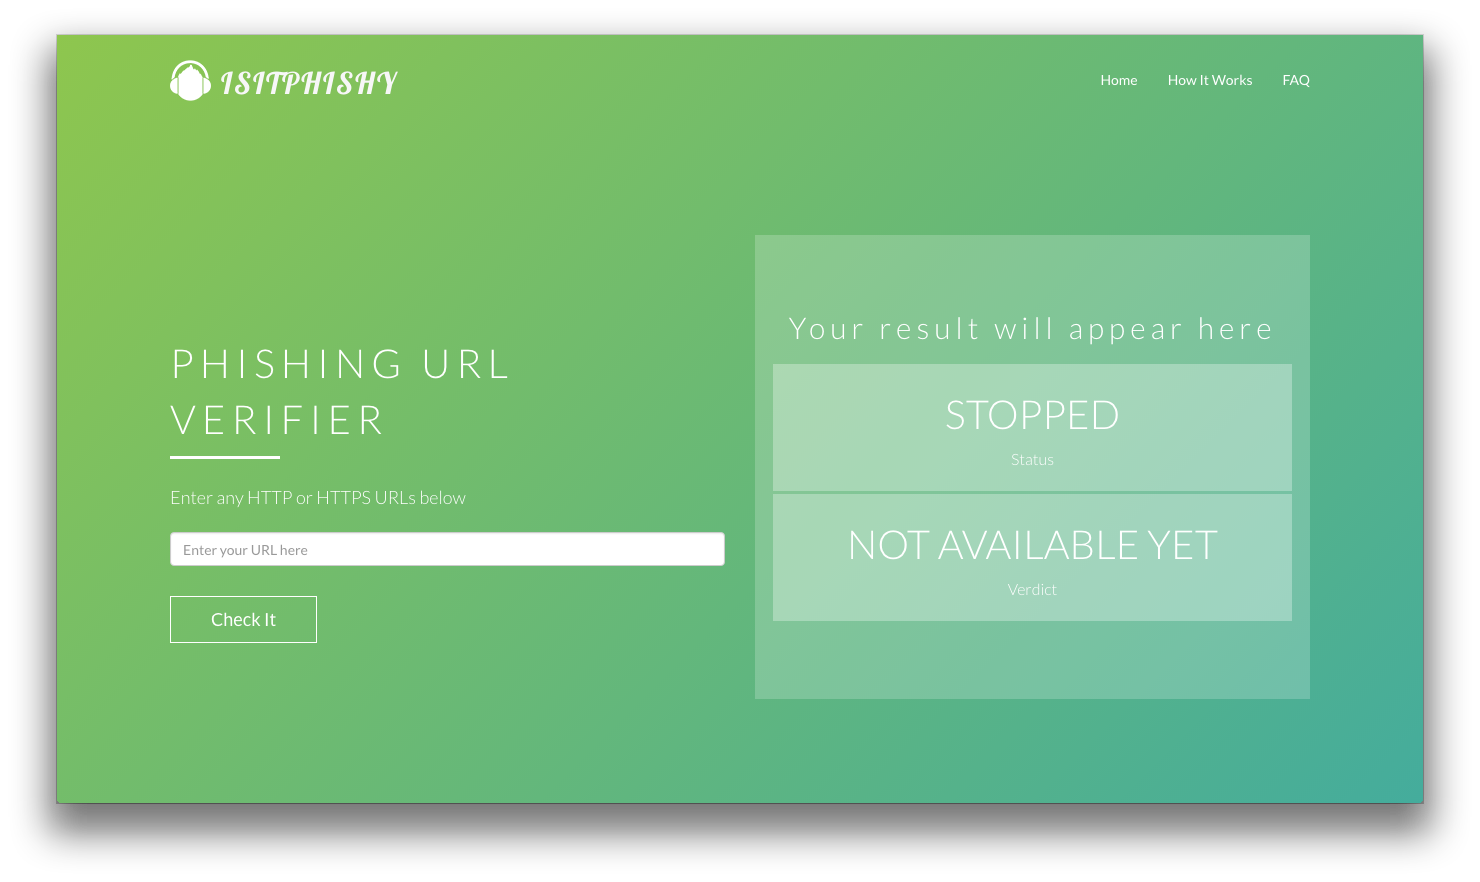 ISITPHISHY
Home How It Works FAQ
PHISHING URL
VERIFIER
Enter any HTTP or HTTPS URLs below
Enter your URL here
Check It
Your result will appear here
STOPPED
Status
NOT AVAILABLE YET
Verdict